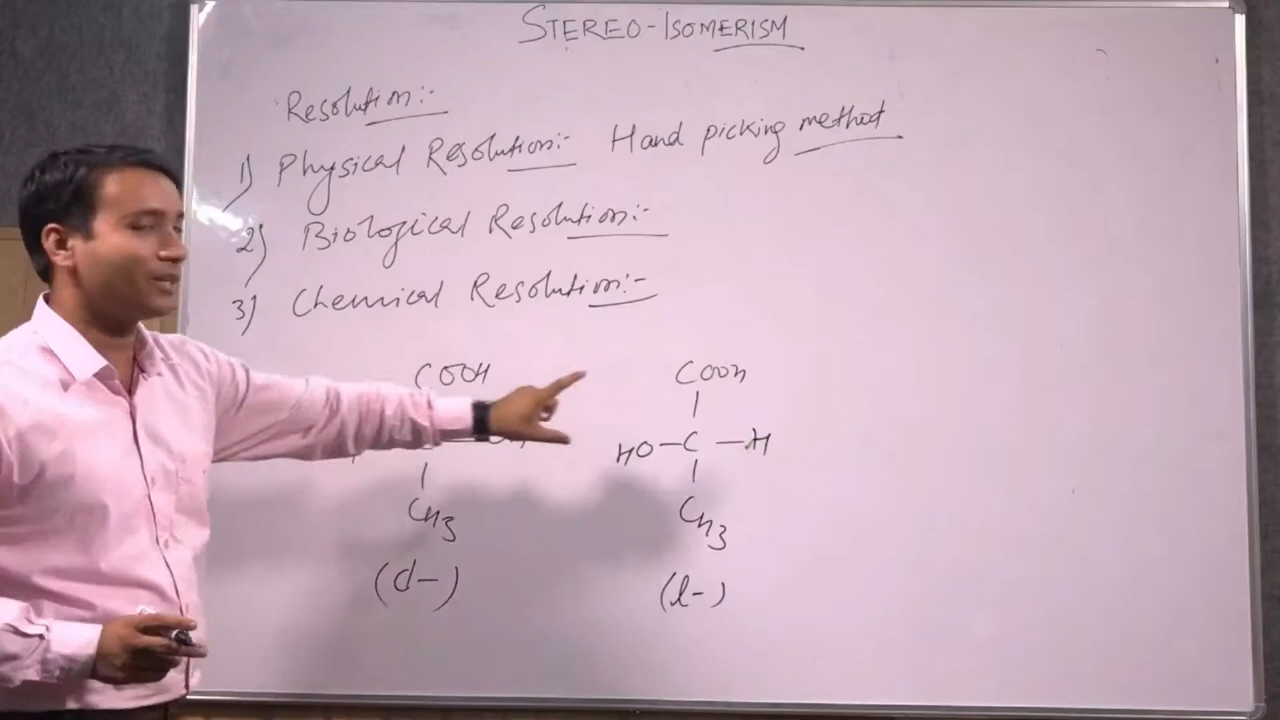 STEREO-ISOMERISM
Resolution:-
1) Physical Resolution:- Hand picking method
2) Biological Resolution:-
3) Chemical Resolution:-
COOH COOH
C HO-C-H
CH3 CH3
(d-) (l-)